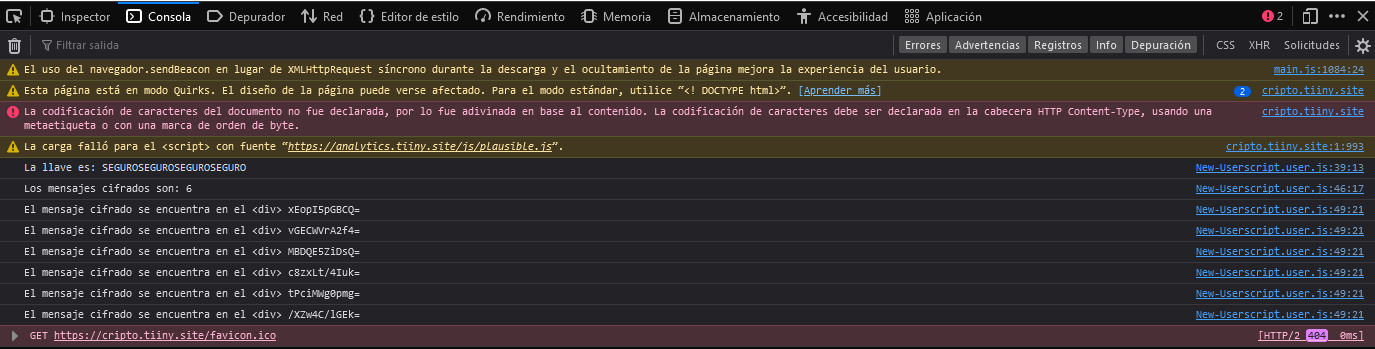 Inspector Consola Depurador Red Editor de estilo Rendimiento Memoria Almacenamiento Accesibilidad Aplicación 2
Filtrar salida Errores Advertencias Registros Info Depuración CSS XHR Solicitudes
El uso del navegador.sendBeacon en lugar de XMLHttpRequest síncrono durante la descarga y el ocultamiento de la página mejora la experiencia del usuario. main.js:1084:24
Esta página está en modo Quirks. El diseño de la página puede verse afectado. Para el modo estándar, utilice “<! DOCTYPE html>”. [Aprender más] 2 cripto.tiiny.site
La codificación de caracteres del documento no fue declarada, por lo fue adivinada en base al contenido. La codificación de caracteres debe ser declarada en la cabecera HTTP Content-Type, usando una cripto.tiiny.site
metaetiqueta o con una marca de orden de byte.
La carga falló para el <script> con fuente “https://analytics.tiiny.site/js/plausible.js”. cripto.tiiny.site:1:993
La llave es: SEGUROSEGUROSEGUROSEGURO New-Userscript.user.js:39:13
Los mensajes cifrados son: 6 New-Userscript.user.js:46:17
El mensaje cifrado se encuentra en el <div> xEopI5pGBCQ= New-Userscript.user.js:49:21
El mensaje cifrado se encuentra en el <div> vGECWVrA2f4= New-Userscript.user.js:49:21
El mensaje cifrado se encuentra en el <div> MBDQE5ZiDsQ= New-Userscript.user.js:49:21
El mensaje cifrado se encuentra en el <div> c8zxLt/4Iuk= New-Userscript.user.js:49:21
El mensaje cifrado se encuentra en el <div> tPciMWg0pmg= New-Userscript.user.js:49:21
El mensaje cifrado se encuentra en el <div> /XZw4C/lGEk= New-Userscript.user.js:49:21
GET https://cripto.tiiny.site/favicon.ico [HTTP/2 404 0ms]